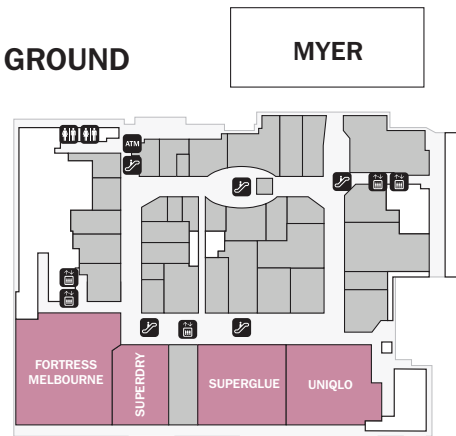 MYER
GROUND
ATM
FORTRESS
MELBOURNE
SUPERDRY
SUPERGLUE
UNIQLO